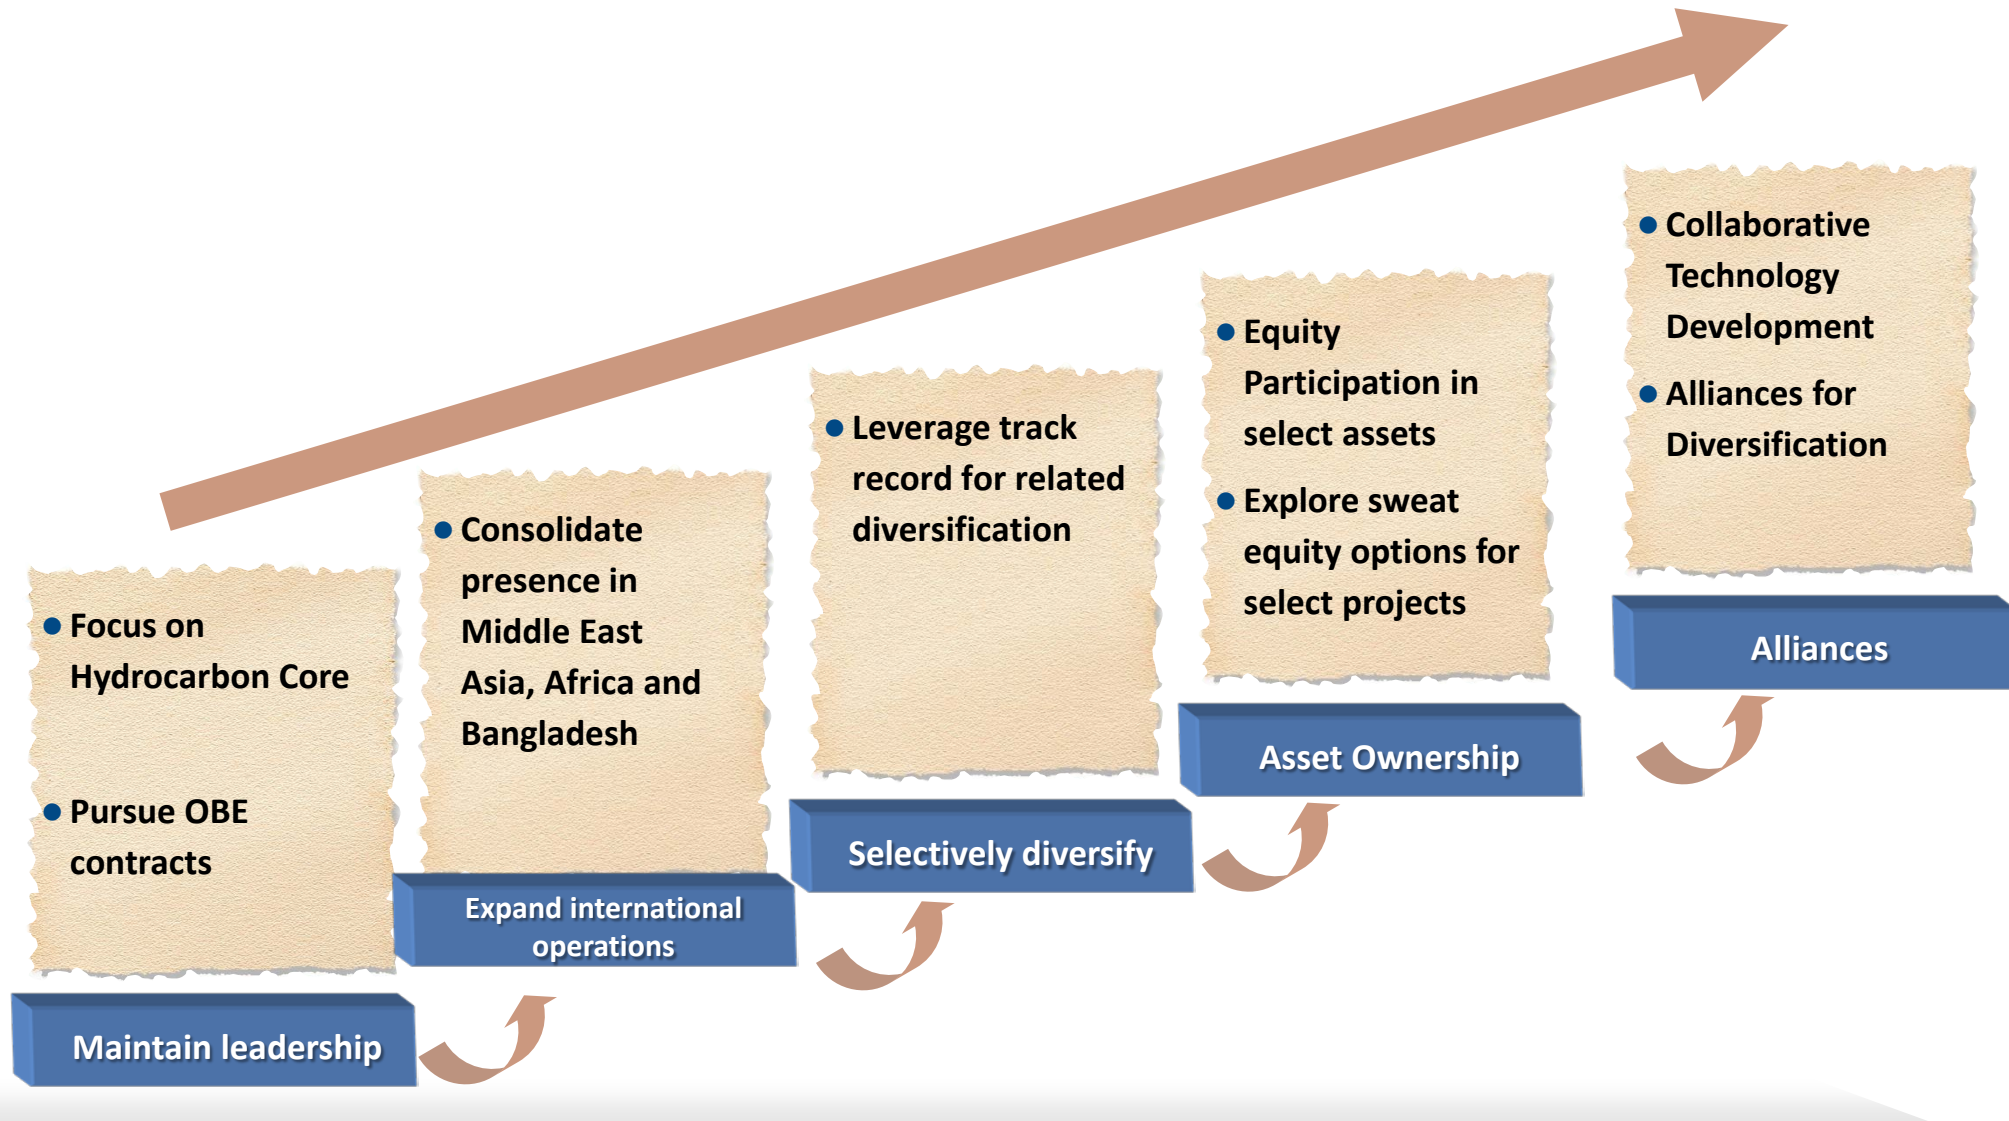 ● Focus on
Hydrocarbon Core
● Pursue OBE
contracts
Maintain leadership
● Consolidate
presence in
Middle East
Asia, Africa and
Bangladesh
Expand international
operations
● Leverage track
record for related
diversification
Selectively diversify
● Equity
Participation in
select assets
● Explore sweat
equity options for
select projects
Asset Ownership
● Collaborative
Technology
Development
● Alliances for
Diversification
Alliances